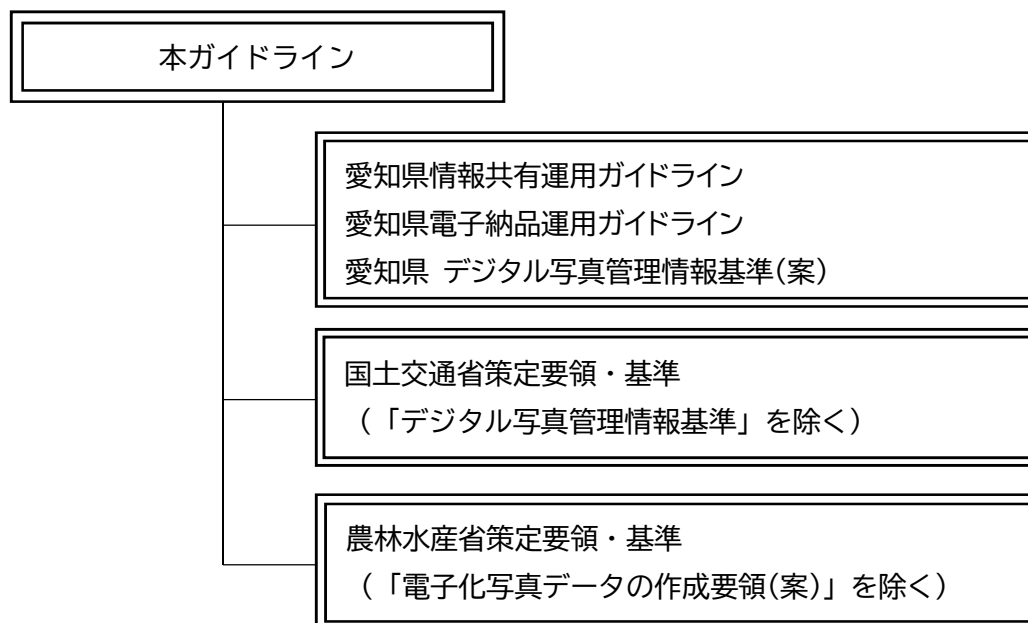 本ガイドライン
愛知県情報共有運用ガイドライン
愛知県電子納品運用ガイドライン
愛知県 デジタル写真管理情報基準(案)
国土交通省策定要領・基準
（「デジタル写真管理情報基準」を除く）
農林水産省策定要領・基準
（「電子化写真データの作成要領(案)」を除く）